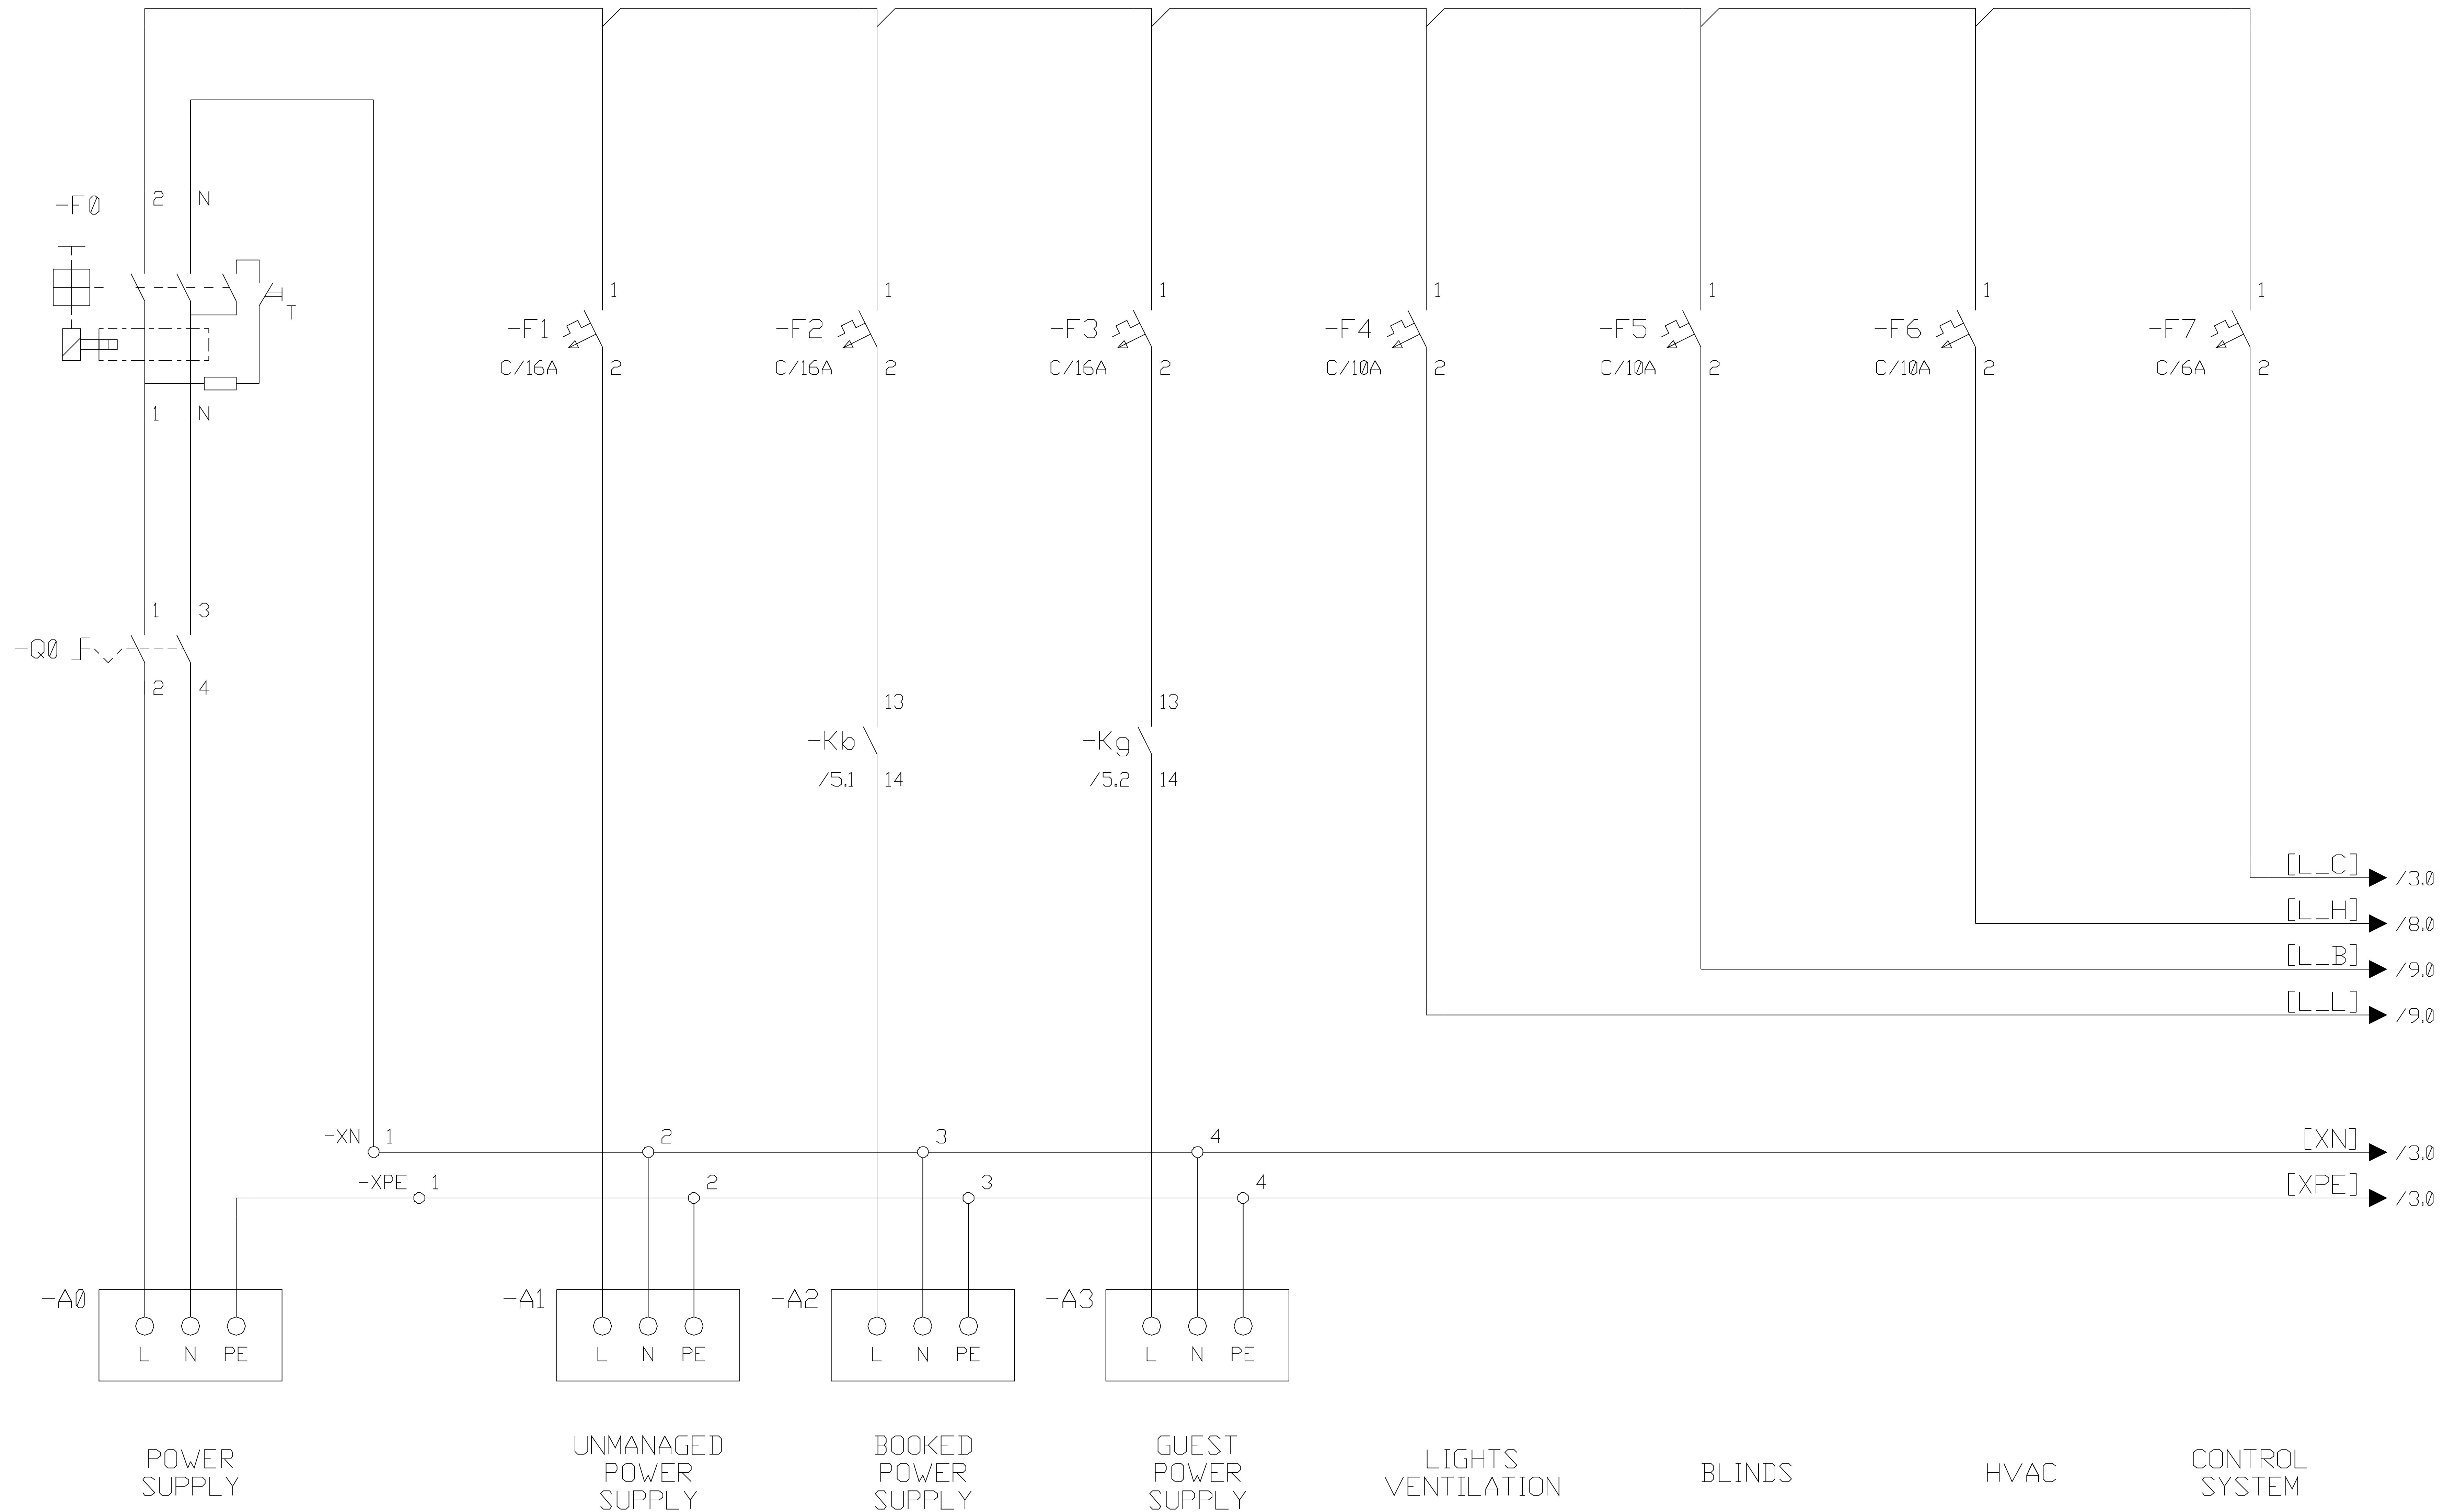 -F0
2 N
T
1 N
1 3
-Q0
2 4
1 1 1 1 1 1 1
-F1 -F2 -F3 -F4 -F5 -F6 -F7
C/16A 2 C/16A 2 C/16A 2 C/10A 2 C/10A 2 C/10A 2 C/6A 2
13 13
-Kb -Kg
/5.1 14 /5.2 14
[L_C] /3.0
[L_H] /8.0
[L_B] /9.0
[L_L] /9.0
-XN 1 2 3 4 [XN] /3.0
-XPE 1 2 3 4 [XPE] /3.0
-A0 -A1 -A2 -A3
L N PE L N PE L N PE L N PE
POWER
SUPPLY
UNMANAGED
POWER
SUPPLY
BOOKED
POWER
SUPPLY
GUEST
POWER
SUPPLY
LIGHTS
VENTILATION
BLINDS
HVAC
CONTROL
SYSTEM